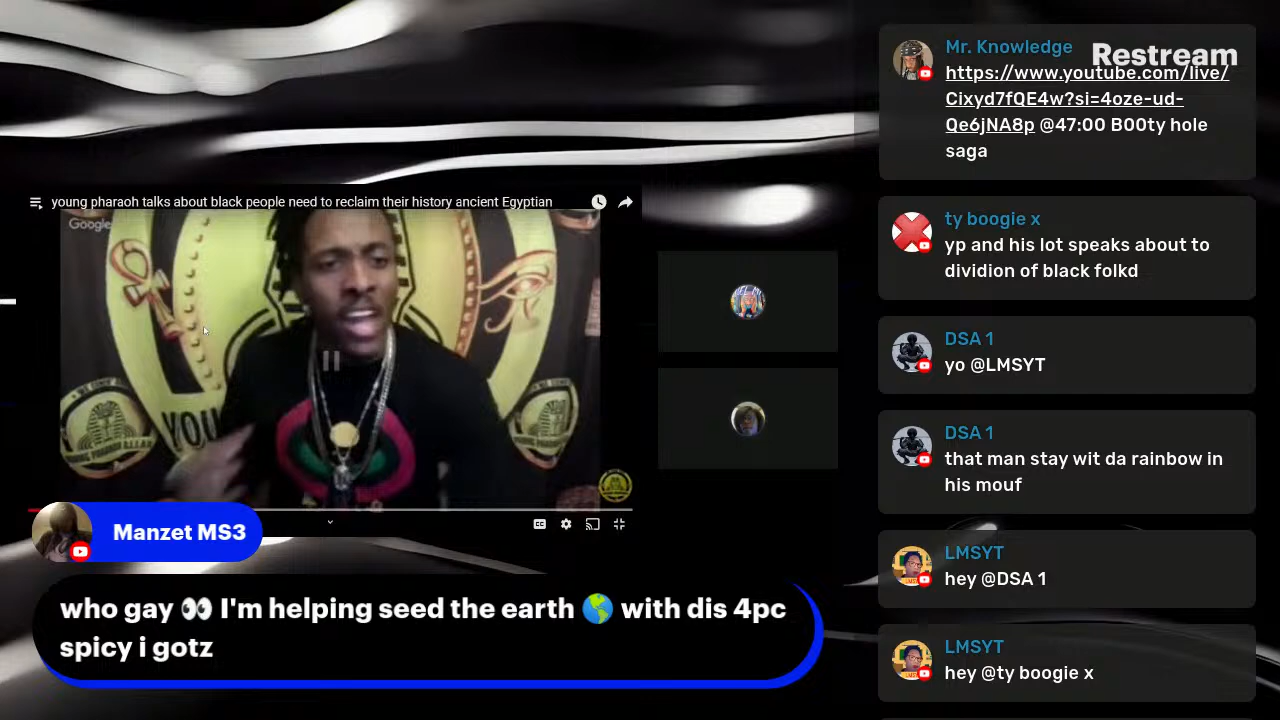 Restream
Mr. Knowledge
https://www.youtube.com/live/
Cixyd7fQE4w?si=4oze-ud-
Qe6jNA8p @47:00 B00ty hole
saga
ty boogie x
yp and his lot speaks about to
dividion of black folkd
DSA 1
yo @LMSYT
DSA 1
that man stay wit da rainbow in
his mouf
LMSYT
hey @DSA 1
LMSYT
hey @ty boogie x
young pharaoh talks about black people need to reclaim their history ancient Egyptian
Google
YOU
CC
Manzet MS3
who gay 👀 I'm helping seed the earth 🌎 with dis 4pc
spicy i gotz